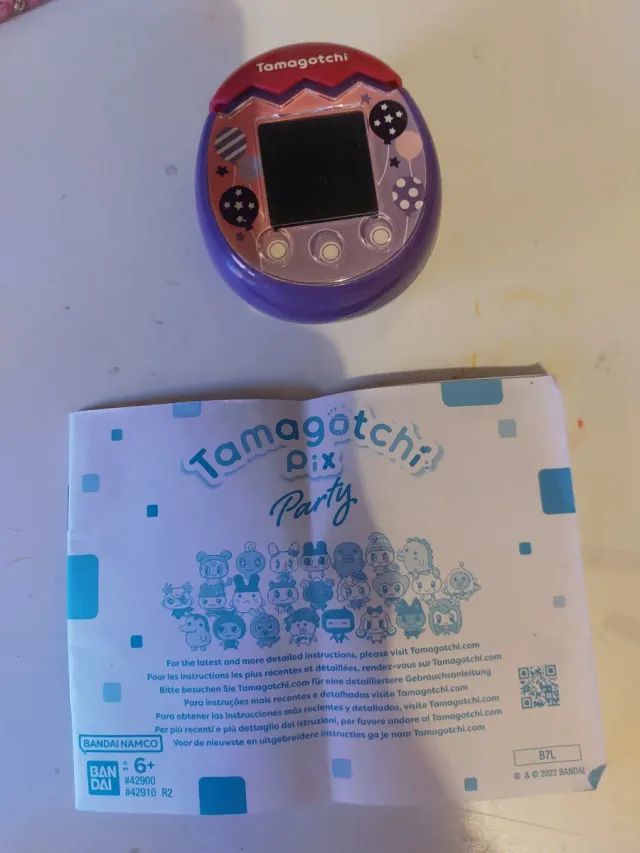 Tamagotchi
Tamagotchi
pix
Party
For the latest and more detailed instructions, please visit Tamagotchi.com
Pour les instructions les plus récentes et détaillées, rendez-vous sur Tamagotchi.com
Bitte besuchen Sie Tamagotchi.com für eine detailliertere Gebrauchsanleitung
Para instruções mais recentes e detalhadas visite Tamagotchi.com
Para obtener las instrucciones más recientes y detalladas, visite Tamagotchi.com
Per più recenti e più dettaglio dei istruzioni, per favore andare al Tamagotchi.com
Voor de nieuwste en uitgebreidere instructies ga je naar Tamagotchi.com
BANDAI NAMCO
BAN
DAI
6+
#42900
#42910 R2
B7L
® & © 2022 BANDAI